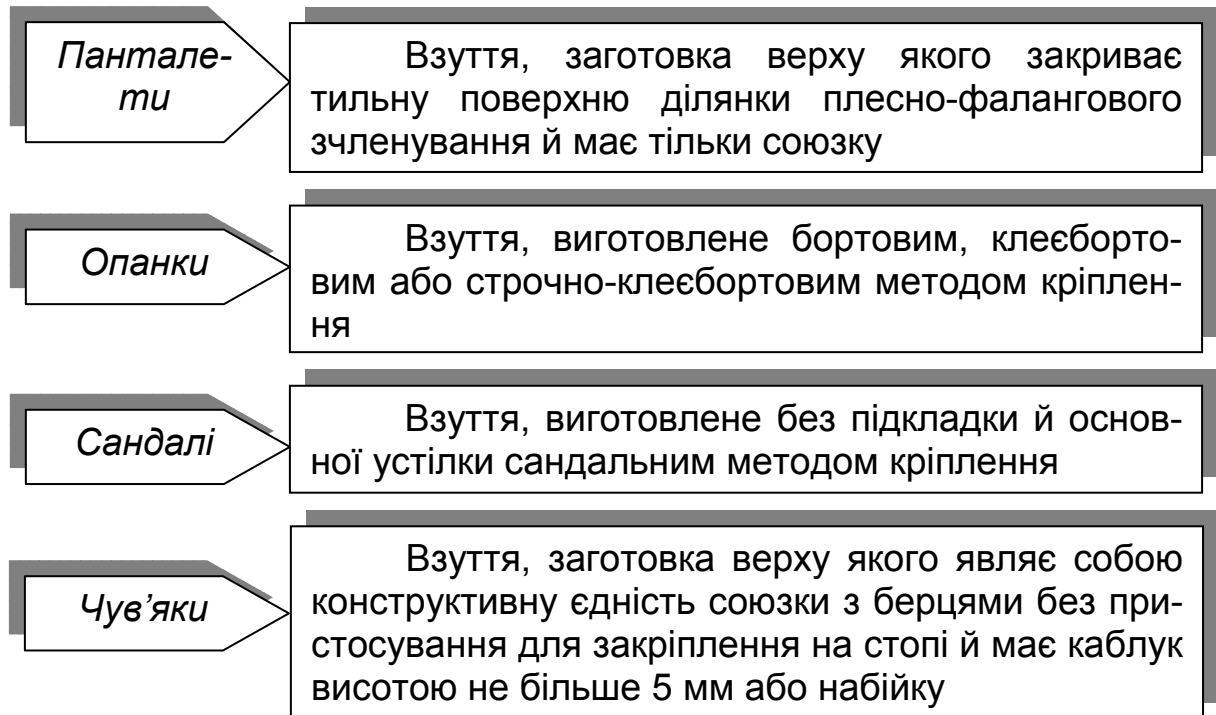 Пантале-
ти
Взуття, заготовка верху якого закриває
тильну поверхню ділянки плесно-фалангового
зчленування й має тільки союзку
Опанки
Взуття, виготовлене бортовим, клеєборто-
вим або строчно-клеєбортовим методом кріплен-
ня
Сандалі
Взуття, виготовлене без підкладки й основ-
ної устілки сандальним методом кріплення
Чув’яки
Взуття, заготовка верху якого являє собою
конструктивну єдність союзки з берцями без при-
стосування для закріплення на стопі й має каблук
висотою не більше 5 мм або набійку